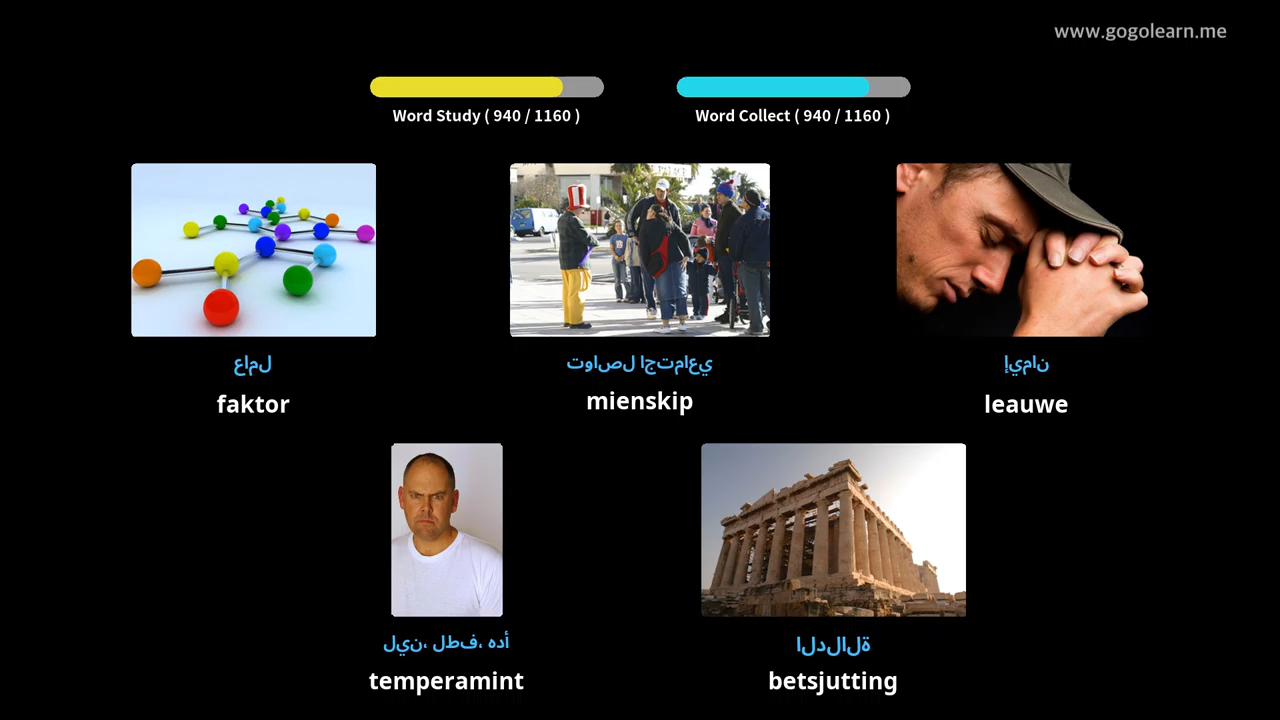 www.gogolearn.me
Word Study ( 940 / 1160 )
Word Collect ( 940 / 1160 )
عامل
faktor
تواصل اجتماعي
mienskip
إيمان
leauwe
لين، لطف، هدأ
temperamint
الدلالة
betsjutting